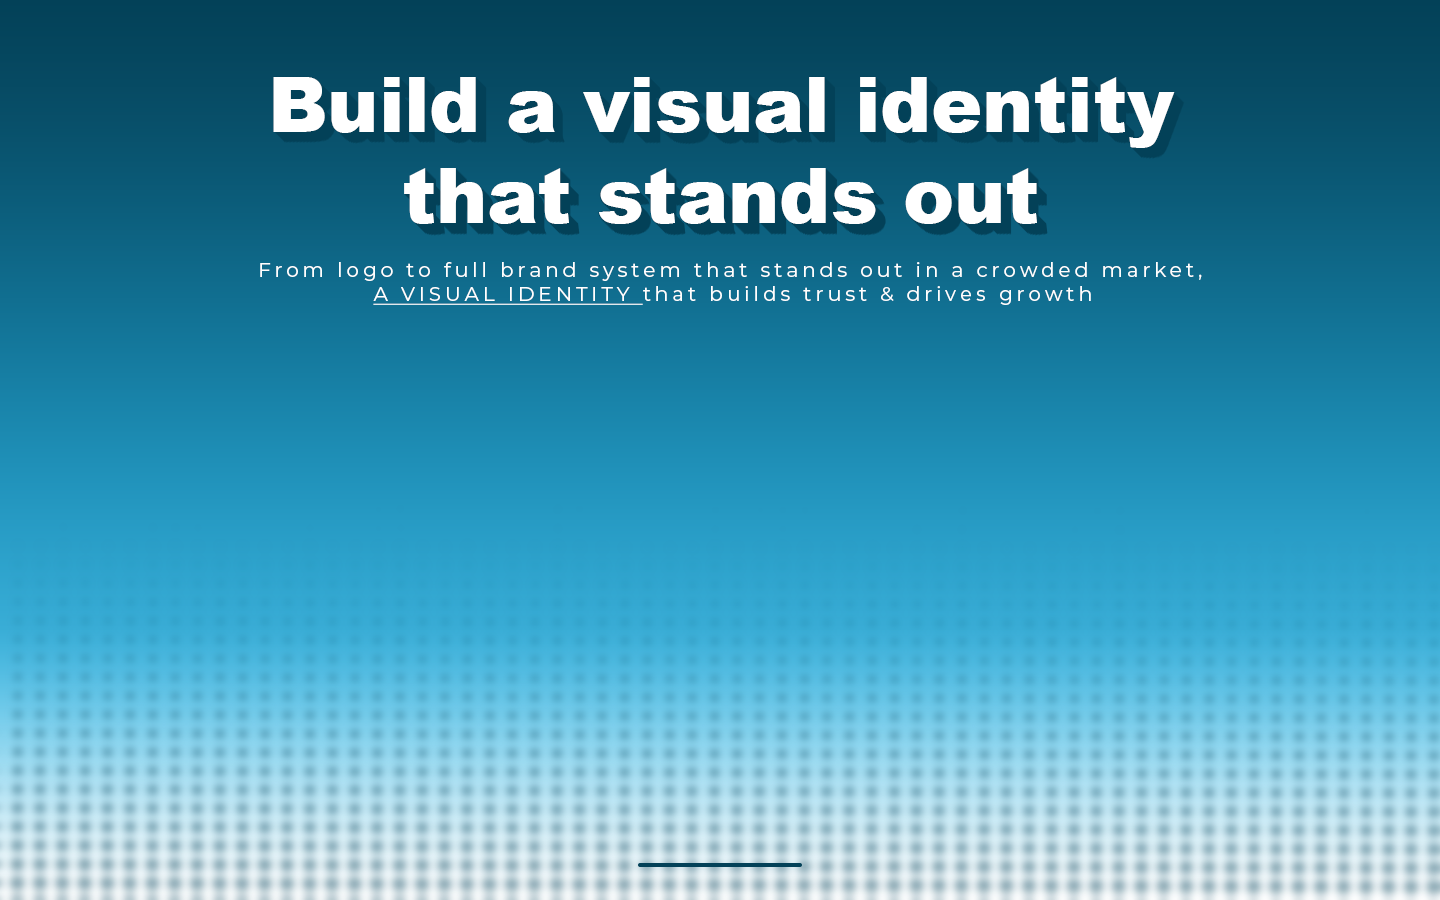 Build a visual identity
that stands out
From logo to full brand system that stands out in a crowded market,
A VISUAL IDENTITY that builds trust & drives growth